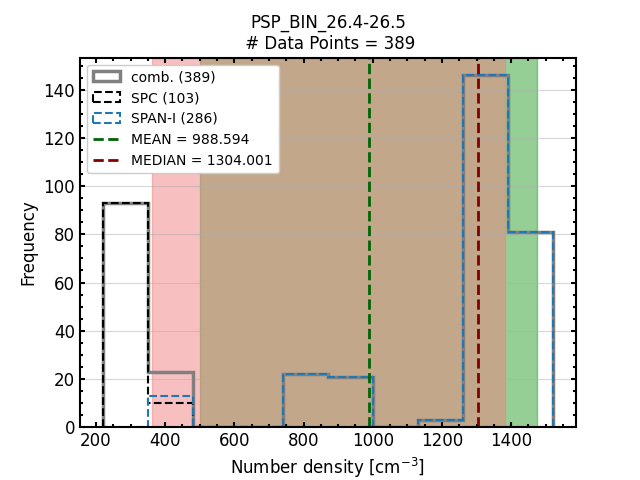 PSP_BIN_26.4-26.5
# Data Points = 389
comb. (389)
SPC (103)
SPAN-I (286)
MEAN = 988.594
MEDIAN = 1304.001
140
120
100
80
60
40
20
0
Frequency
200 400 600 800 1000 1200 1400
Number density [cm⁻³]